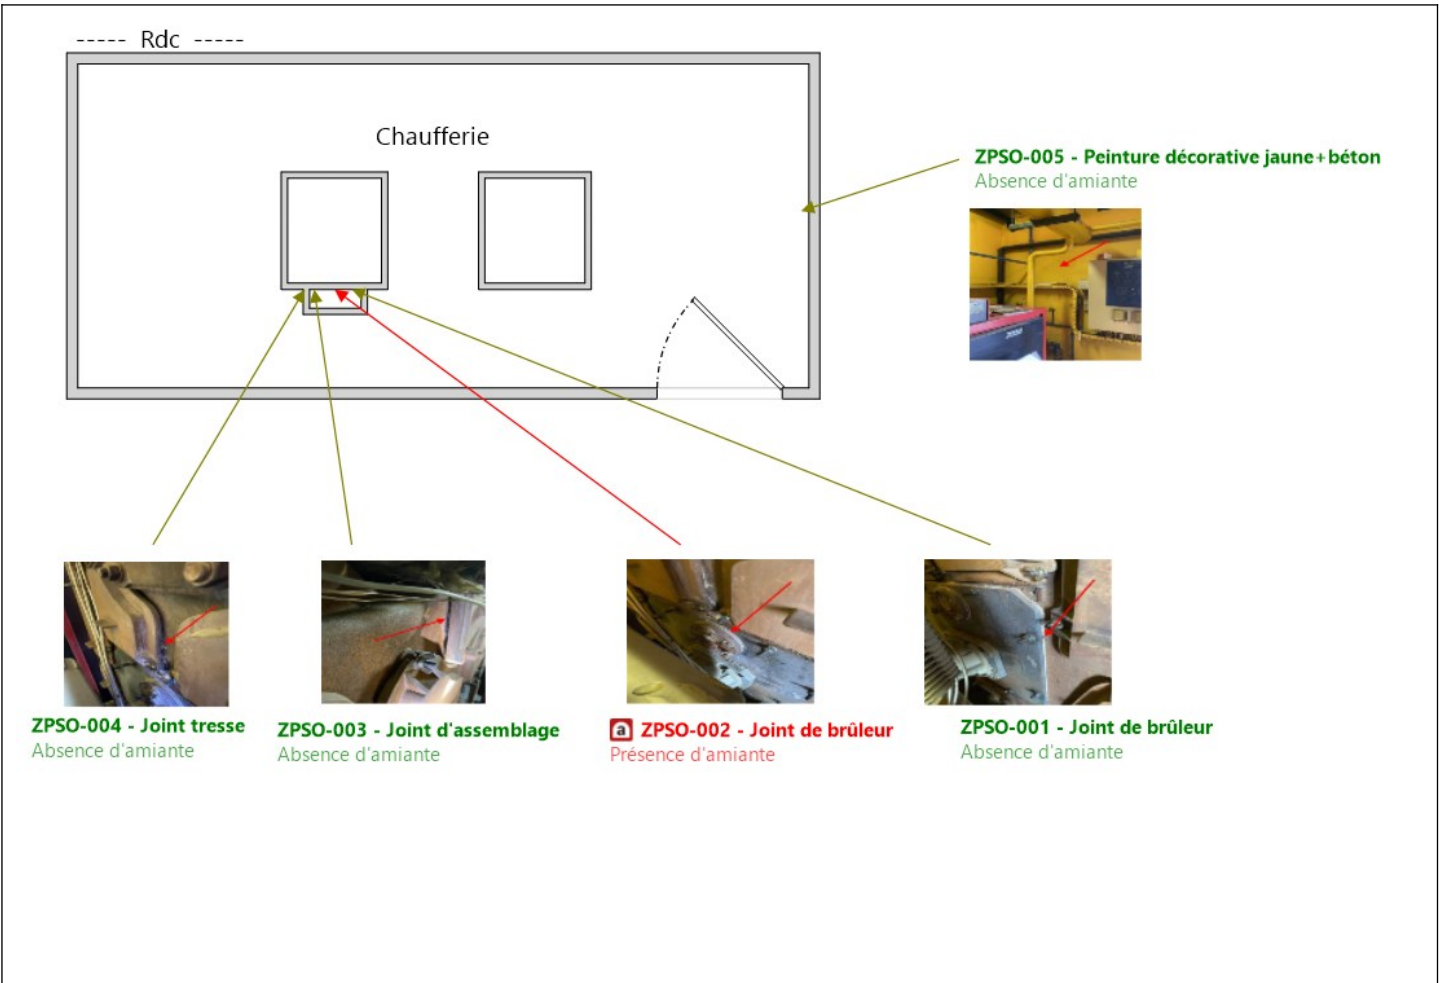 ----- Rdc -----
Chaufferie
ZPSO-005 - Peinture décorative jaune+béton
Absence d'amiante
ZPSO-004 - Joint tresse
Absence d'amiante
ZPSO-003 - Joint d'assemblage
Absence d'amiante
a ZPSO-002 - Joint de brûleur
Présence d'amiante
ZPSO-001 - Joint de brûleur
Absence d'amiante